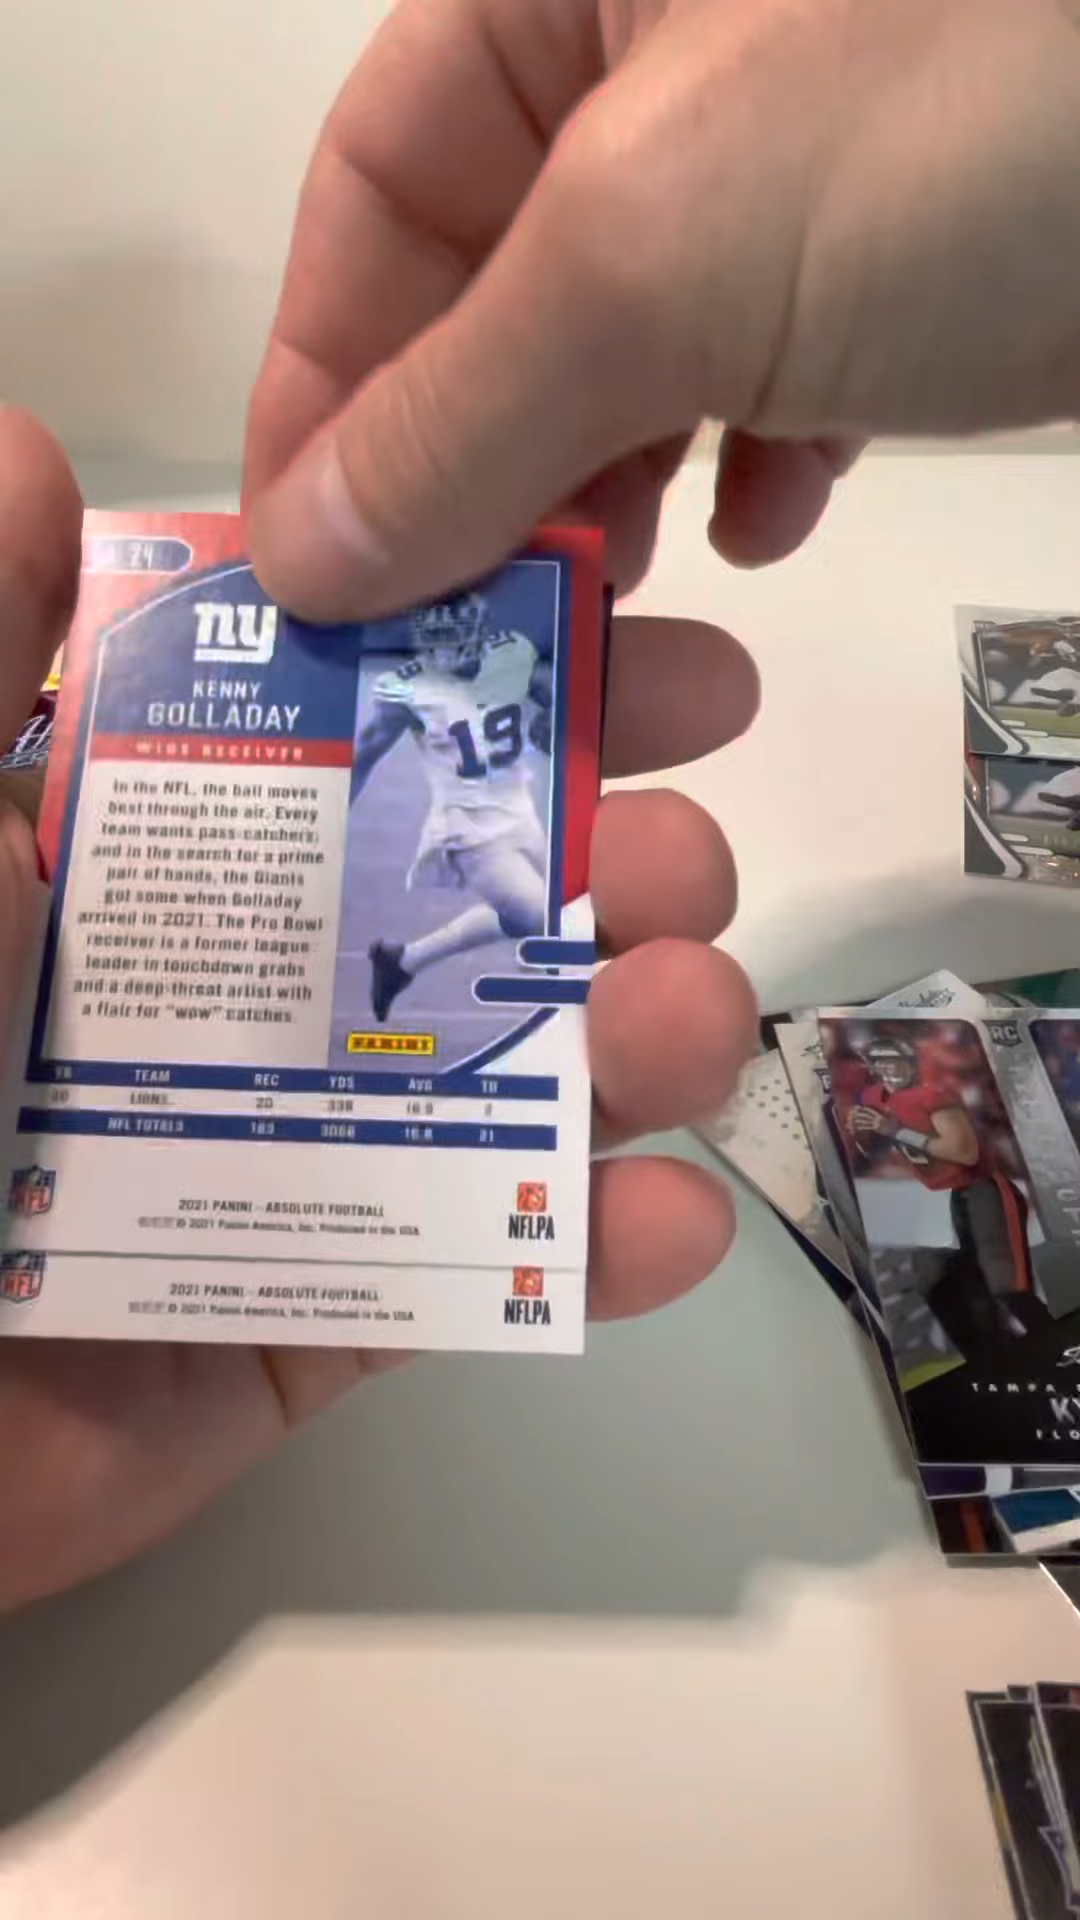 24
ny
KENNY
GOLLADAY
WIDE RECEIVER
In the NFL, the ball moves
best through the air. Every
team wants pass-catchers,
and in the search for a prime
pair of hands, the Giants
got some when Golladay
arrived in 2021. The Pro Bowl
receiver is a former league
leader in touchdown grabs
and a deep-threat artist with
a flair for "wow" catches.
19
PANINI
YR TEAM REC YDS AVG TD
20 LIONS 20 338 16.9 2
NFL TOTALS 183 3068 16.8 21
NFL
2021 PANINI - ABSOLUTE FOOTBALL
© 2021 Panini America, Inc. Produced in the USA
NFLPA
NFL
2021 PANINI - ABSOLUTE FOOTBALL
© 2021 Panini America, Inc. Produced in the USA
NFLPA
RC
TAMPA
KY
FLO